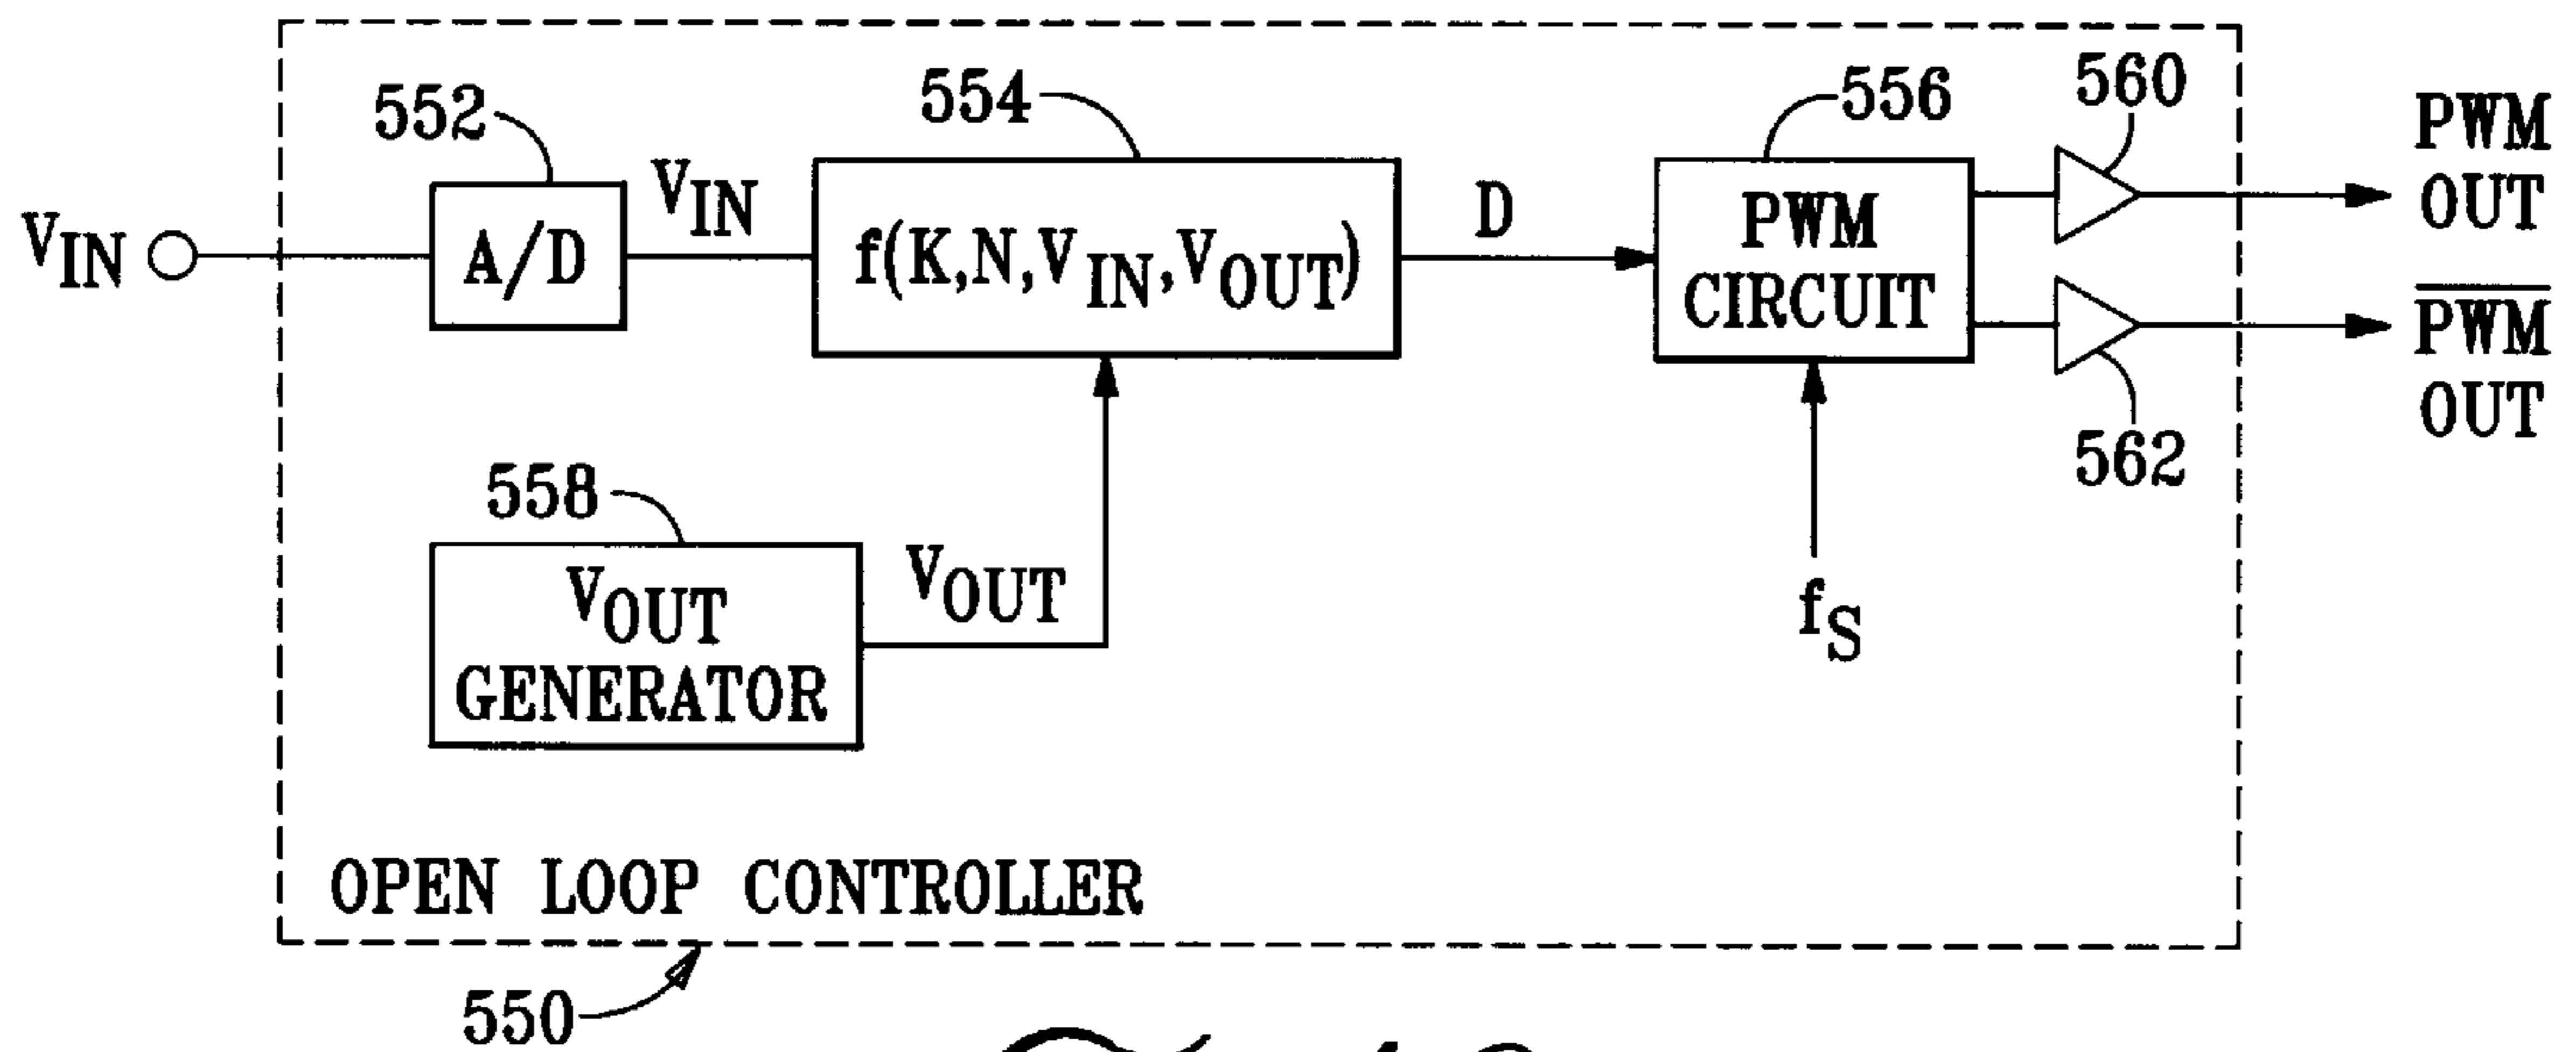 552
554
556
560
PWM
OUT
V_IN
A/D
V_IN
f(K,N,V_IN,V_OUT)
D
PWM
CIRCUIT
P̅W̅M̅
OUT
562
558
V_OUT
GENERATOR
V_OUT
f_S
OPEN LOOP CONTROLLER
550